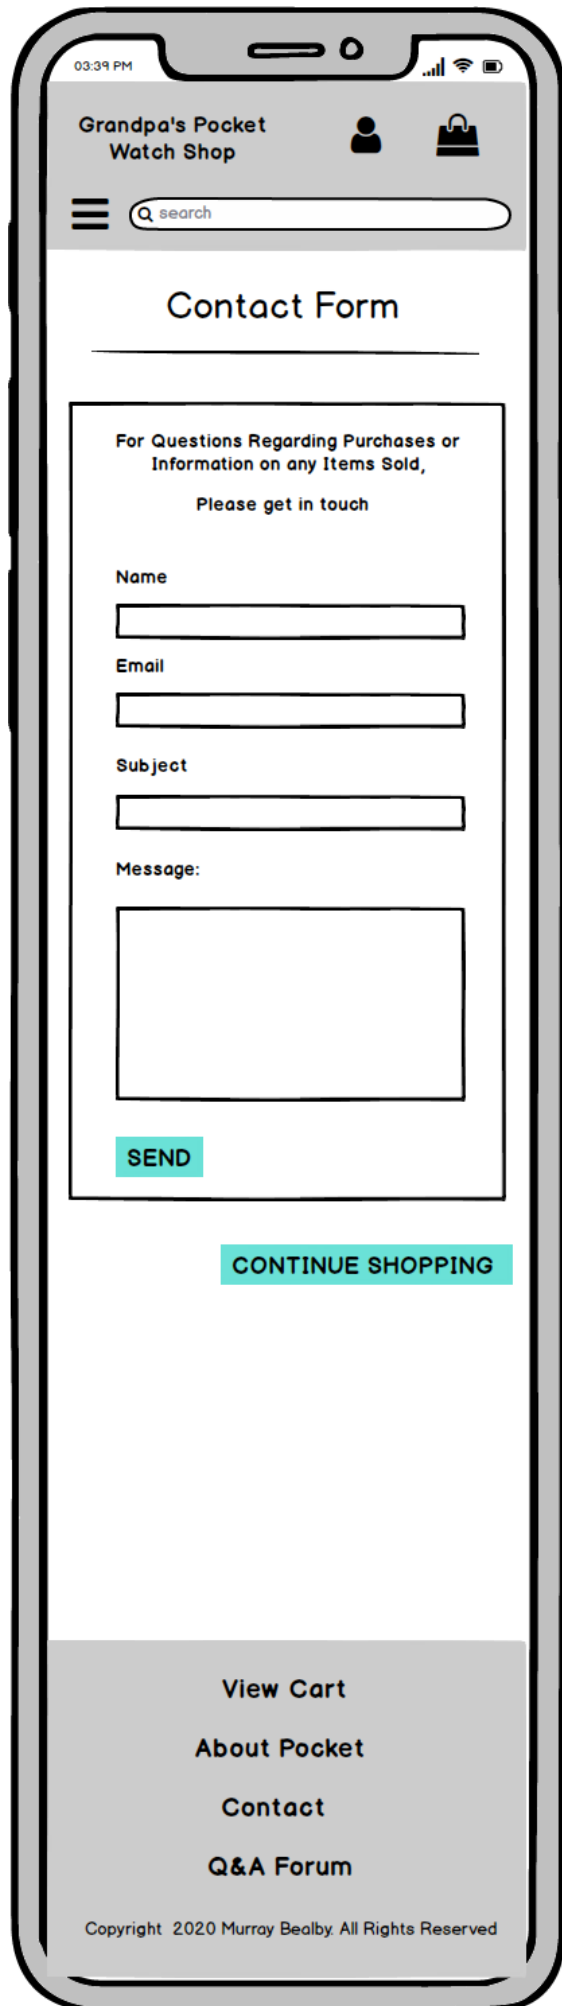 03:39 PM
Grandpa's Pocket
Watch Shop
search
Contact Form
For Questions Regarding Purchases or
Information on any Items Sold,
Please get in touch
Name
Email
Subject
Message:
SEND
CONTINUE SHOPPING
View Cart
About Pocket
Contact
Q&A Forum
Copyright 2020 Murray Bealby. All Rights Reserved